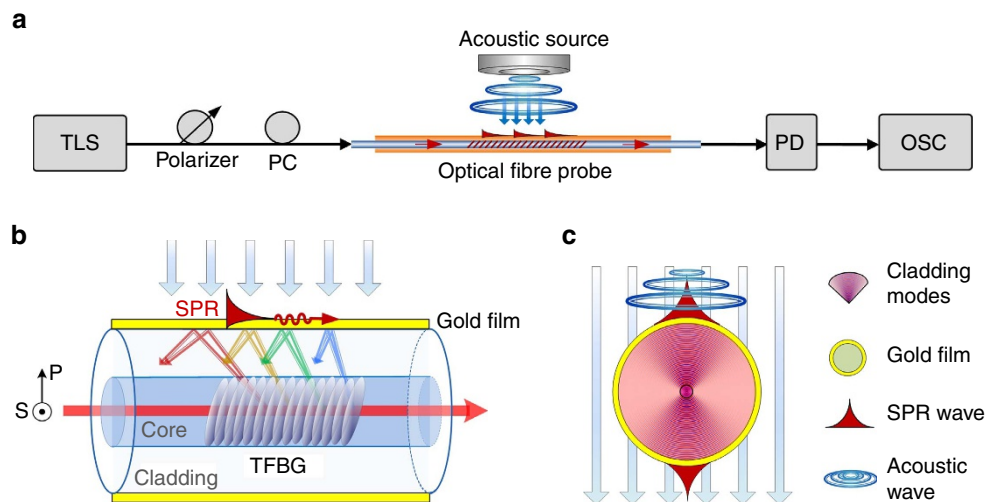 a
Acoustic source
TLS
Polarizer
PC
Optical fibre probe
PD
OSC
b
SPR
Gold film
P
S
Core
TFBG
Cladding
c
Cladding
modes
Gold film
SPR wave
Acoustic
wave